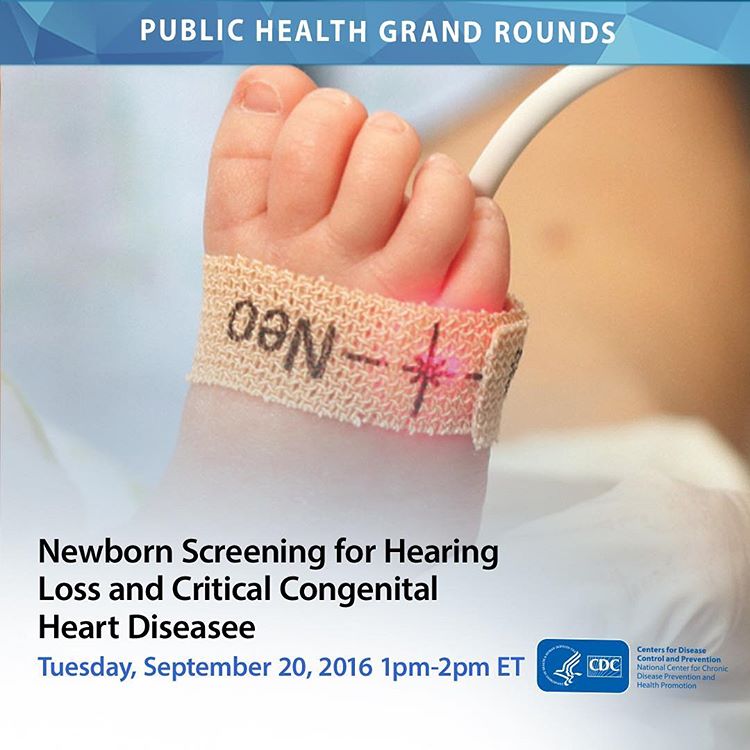 PUBLIC HEALTH GRAND ROUNDS
Neo
Newborn Screening for Hearing
Loss and Critical Congenital
Heart Diseasee
Tuesday, September 20, 2016 1pm-2pm ET
CDC
Centers for Disease
Control and Prevention
National Center for Chronic
Disease Prevention and
Health Promotion